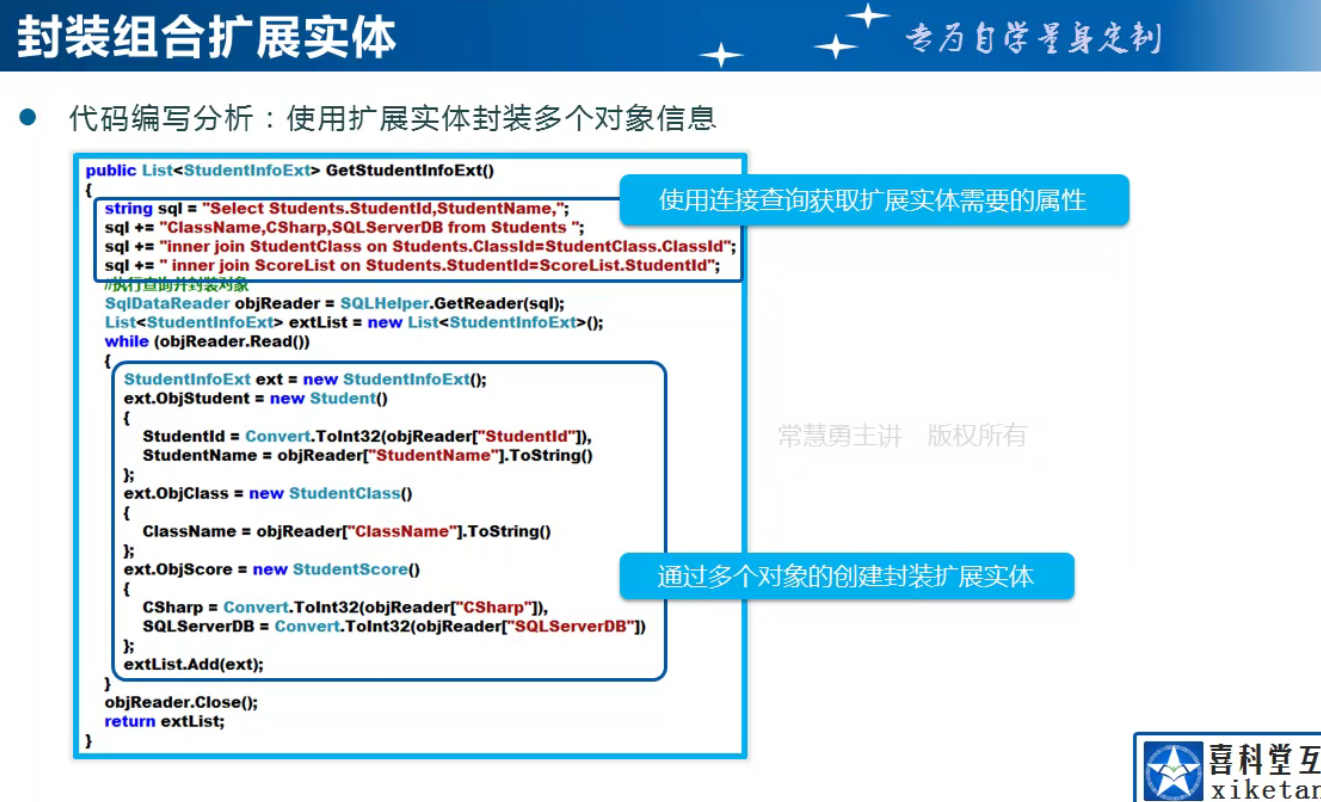 封装组合扩展实体
专为自学量身定制
代码编写分析：使用扩展实体封装多个对象信息
public List<StudentInfoExt> GetStudentInfoExt()
{
string sql = "Select Students.StudentId,StudentName,";
使用连接查询获取扩展实体需要的属性
sql += "ClassName,CSharp,SQLServerDB from Students ";
sql += "inner join StudentClass on Students.ClassId=StudentClass.ClassId";
sql += " inner join ScoreList on Students.StudentId=ScoreList.StudentId";
//执行查询并封装对象
SqlDataReader objReader = SQLHelper.GetReader(sql);
List<StudentInfoExt> extList = new List<StudentInfoExt>();
while (objReader.Read())
{
StudentInfoExt ext = new StudentInfoExt();
ext.ObjStudent = new Student()
{
StudentId = Convert.ToInt32(objReader["StudentId"]),
StudentName = objReader["StudentName"].ToString()
};
常慧勇主讲 版权所有
ext.ObjClass = new StudentClass()
{
ClassName = objReader["ClassName"].ToString()
};
ext.ObjScore = new StudentScore()
通过多个对象的创建封装扩展实体
{
CSharp = Convert.ToInt32(objReader["CSharp"]),
SQLServerDB = Convert.ToInt32(objReader["SQLServerDB"])
};
extList.Add(ext);
}
objReader.Close();
return extList;
}
喜科堂互
xiketan